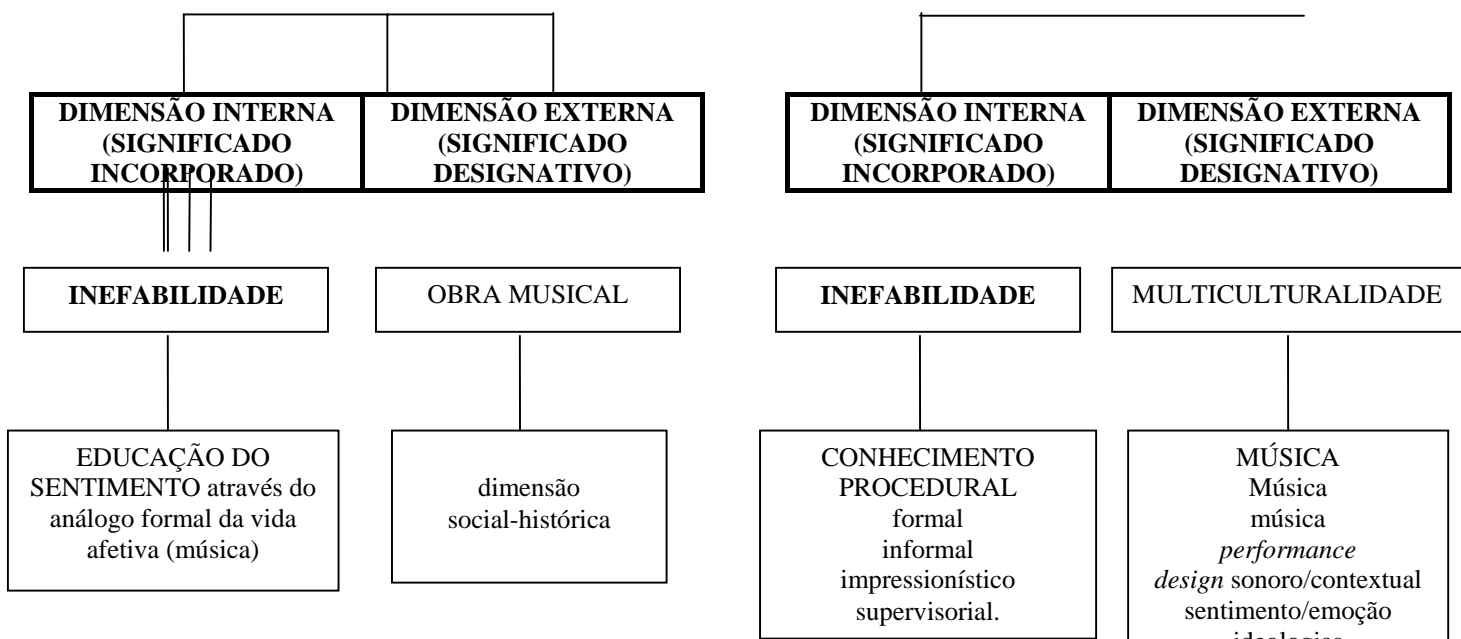 DIMENSÃO INTERNA
(SIGNIFICADO
INCORPORADO)
DIMENSÃO EXTERNA
(SIGNIFICADO
DESIGNATIVO)
DIMENSÃO INTERNA
(SIGNIFICADO
INCORPORADO)
DIMENSÃO EXTERNA
(SIGNIFICADO
DESIGNATIVO)
INEFABILIDADE
OBRA MUSICAL
INEFABILIDADE
MULTICULTURALIDADE
EDUCAÇÃO DO
SENTIMENTO através do
análogo formal da vida
afetiva (música)
dimensão
social-histórica
CONHECIMENTO
PROCEDURAL
formal
informal
impressionístico
supervisorial.
MÚSICA
Música
música
performance
design sonoro/contextual
sentimento/emoção
ideologias